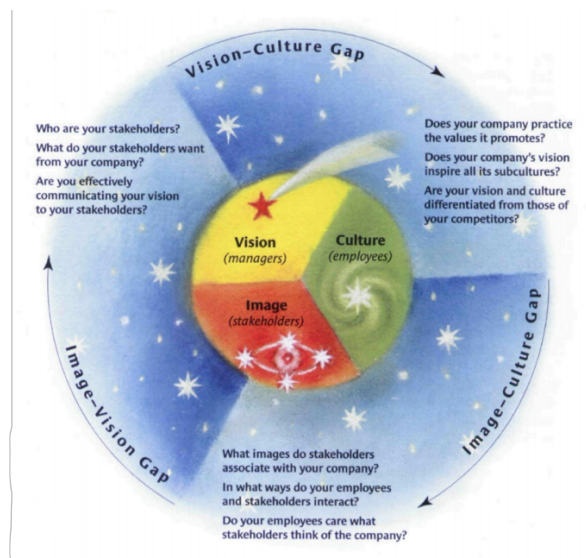 Vision–Culture Gap
Who are your stakeholders?
What do your stakeholders want
from your company?
Are you effectively
communicating your vision
to your stakeholders?
Does your company practice
the values it promotes?
Does your company's vision
inspire all its subcultures?
Are your vision and culture
differentiated from those of
your competitors?
Vision
(managers)
Culture
(employees)
Image
(stakeholders)
Image–Vision Gap
Image–Culture Gap
What images do stakeholders
associate with your company?
In what ways do your employees
and stakeholders interact?
Do your employees care what
stakeholders think of the company?